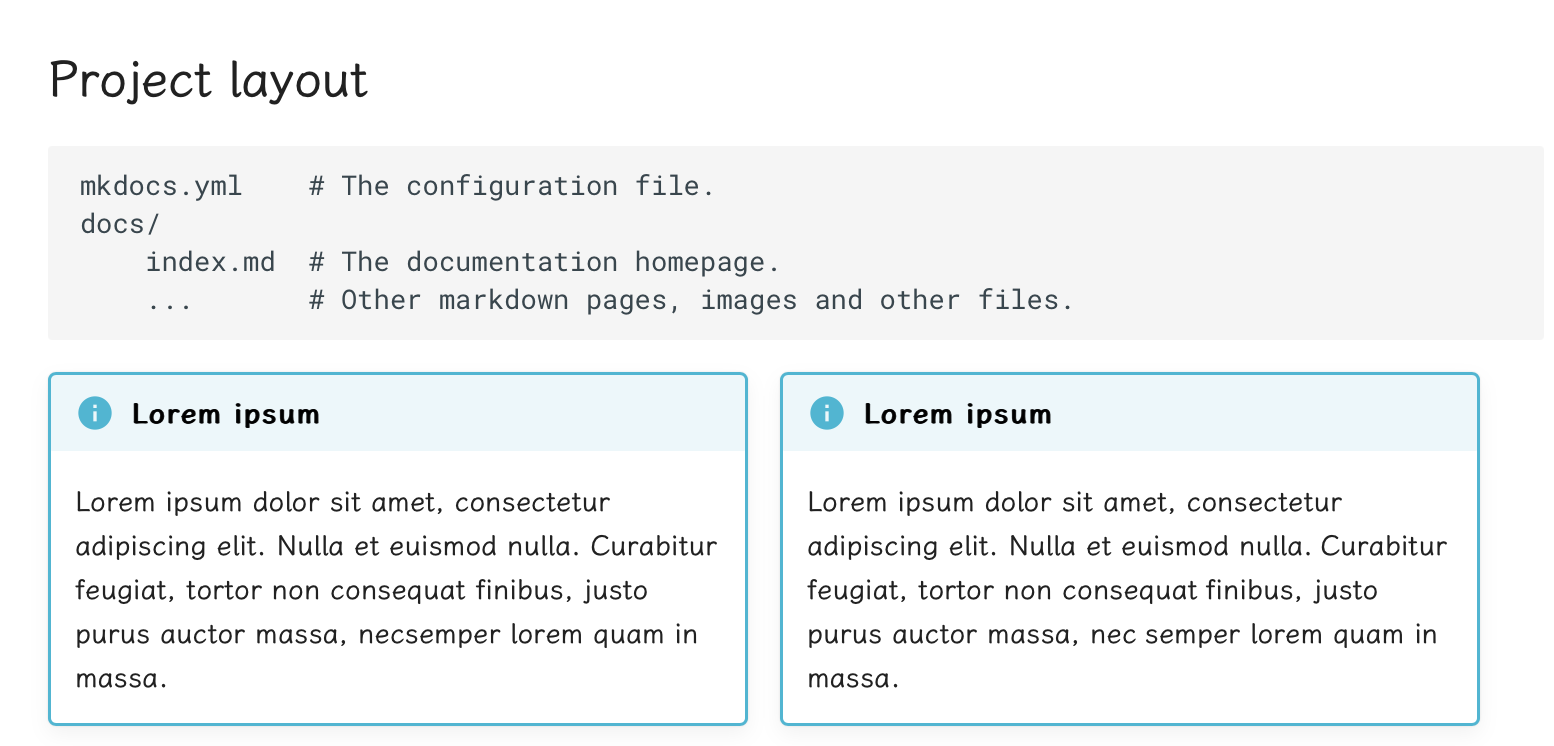 Project layout
mkdocs.yml    # The configuration file.
docs/
    index.md  # The documentation homepage.
    ...       # Other markdown pages, images and other files.
Lorem ipsum
Lorem ipsum dolor sit amet, consectetur
adipiscing elit. Nulla et euismod nulla. Curabitur
feugiat, tortor non consequat finibus, justo
purus auctor massa, necsemper lorem quam in
massa.
Lorem ipsum
Lorem ipsum dolor sit amet, consectetur
adipiscing elit. Nulla et euismod nulla. Curabitur
feugiat, tortor non consequat finibus, justo
purus auctor massa, nec semper lorem quam in
massa.